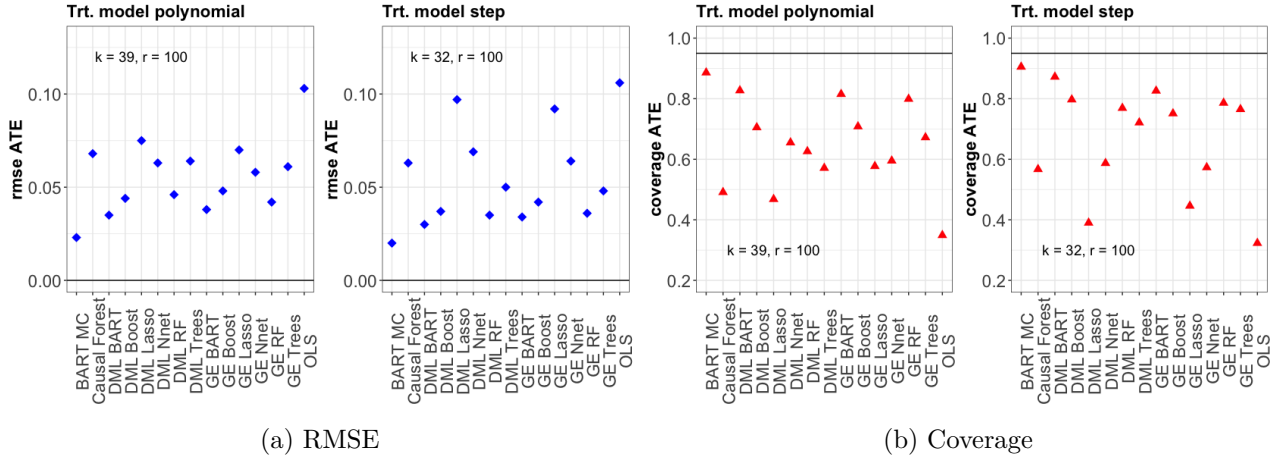 Trt. model polynomial
rmse ATE
0.10
0.05
0.00
k = 39, r = 100
BART MC
Causal Forest
DML BART
DML Boost
DML Lasso
DML Nnet
DML RF
DML Trees
GE BART
GE Boost
GE Lasso
GE Nnet
GE RF
GE Trees
OLS
Trt. model step
rmse ATE
0.10
0.05
0.00
k = 32, r = 100
BART MC
Causal Forest
DML BART
DML Boost
DML Lasso
DML Nnet
DML RF
DML Trees
GE BART
GE Boost
GE Lasso
GE Nnet
GE RF
GE Trees
OLS
(a) RMSE
Trt. model polynomial
coverage ATE
1.0
0.8
0.6
0.4
0.2
k = 39, r = 100
BART MC
Causal Forest
DML BART
DML Boost
DML Lasso
DML Nnet
DML RF
DML Trees
GE BART
GE Boost
GE Lasso
GE Nnet
GE RF
GE Trees
OLS
Trt. model step
coverage ATE
1.0
0.8
0.6
0.4
0.2
k = 32, r = 100
BART MC
Causal Forest
DML BART
DML Boost
DML Lasso
DML Nnet
DML RF
DML Trees
GE BART
GE Boost
GE Lasso
GE Nnet
GE RF
GE Trees
OLS
(b) Coverage